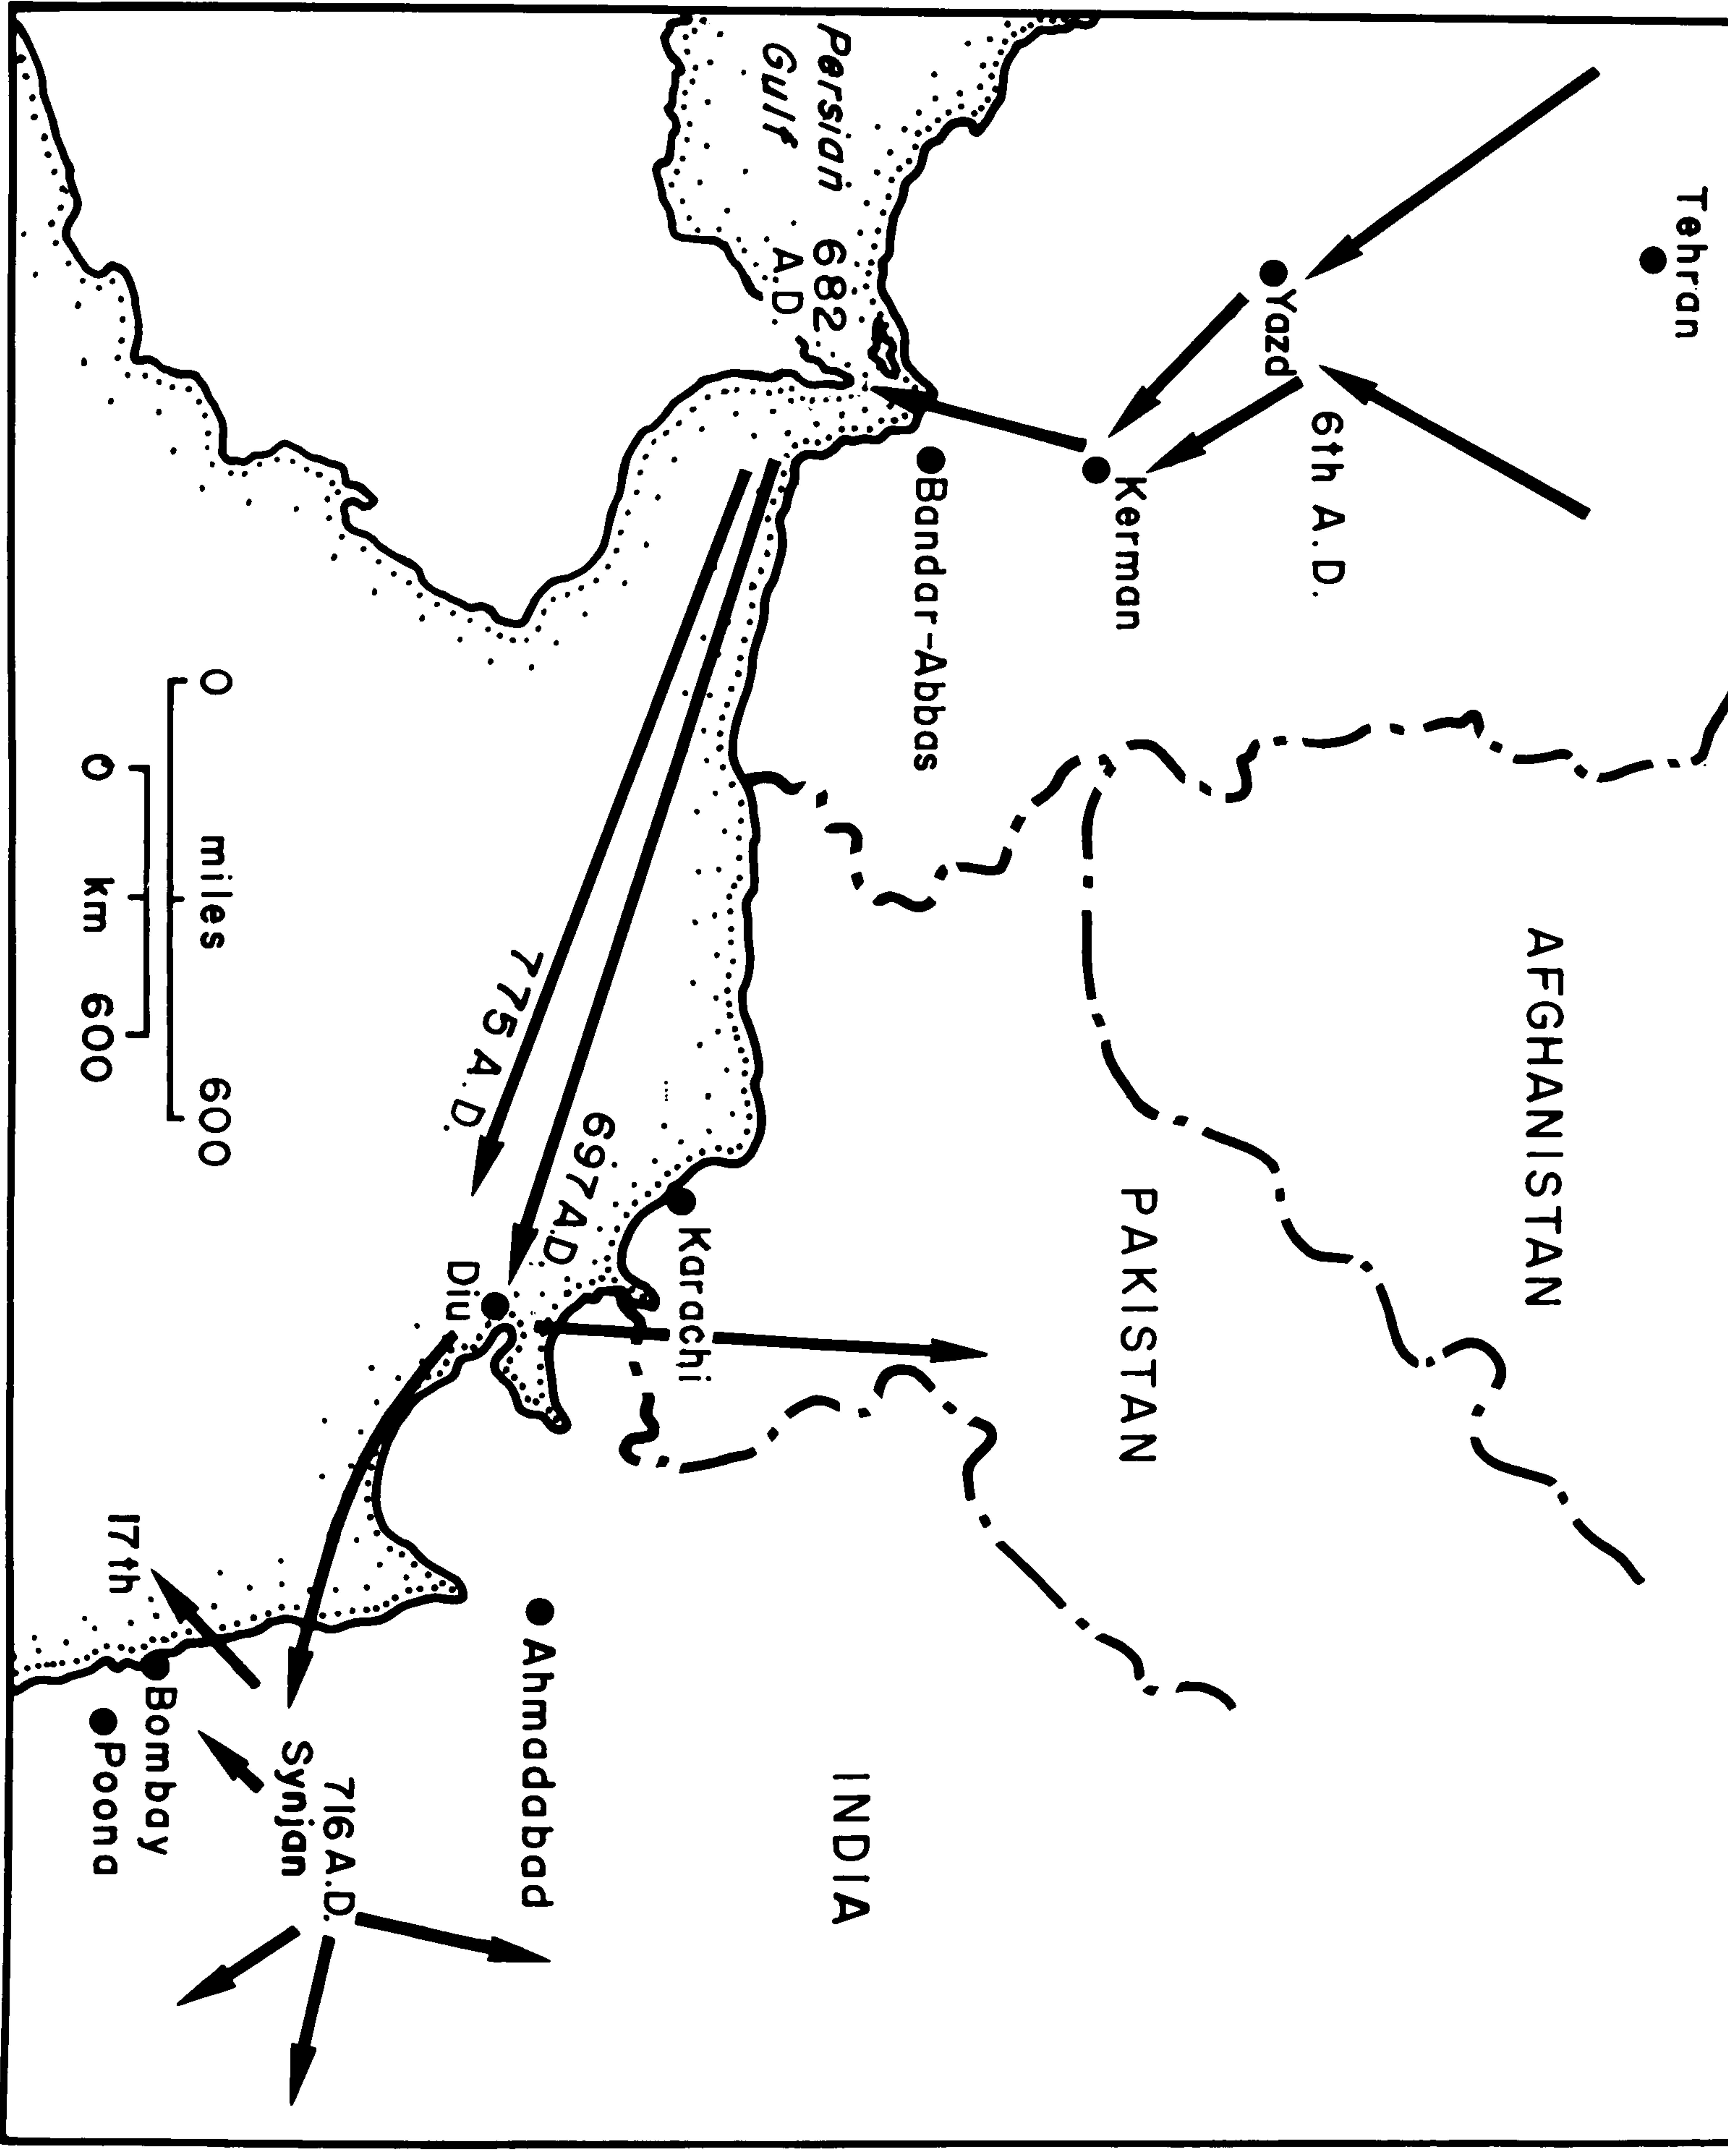 Tehran
Yazd
6th A.D.
Kerman
Bandar-Abbas
Persian
Gulf
682
A.D.
AFGHANISTAN
PAKISTAN
INDIA
Karachi
697 A.D.
775 A.D.
Diu
Ahmadabad
716 A.D.
Synjan
17th
Bombay
Poona
0 miles 600
0 km 600